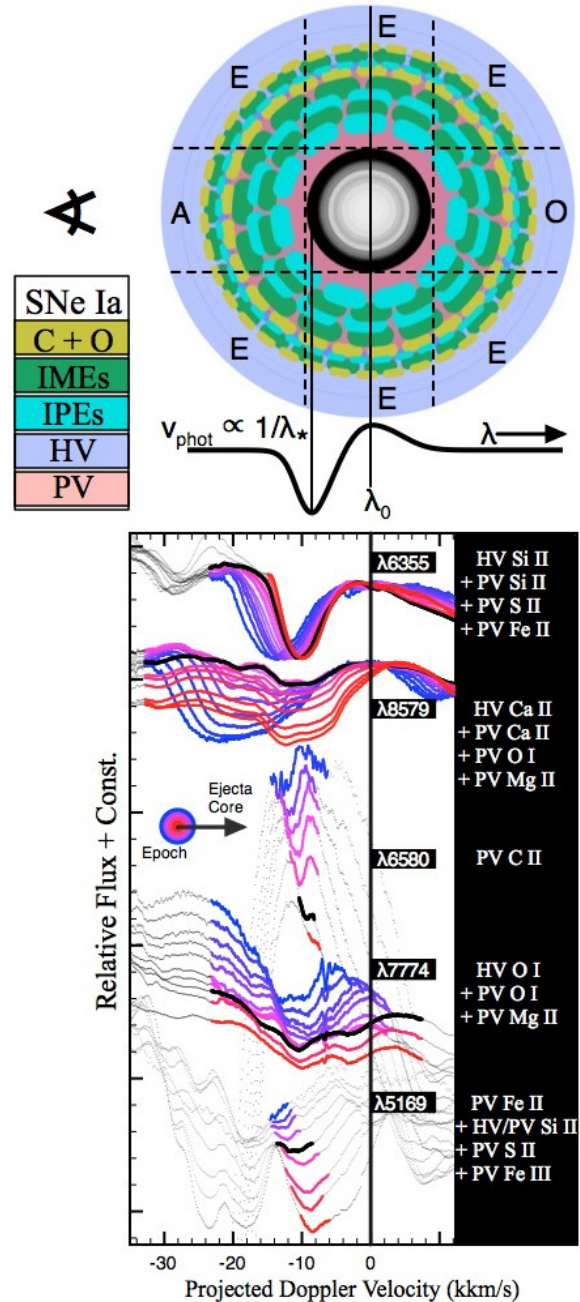 E
E
E
A
O
E
E
E
SNe Ia
C + O
IMEs
IPEs
HV
PV
v_phot ∝ 1/λ*
λ
λ₀
λ6355
HV Si II
+ PV Si II
+ PV S II
+ PV Fe II
λ8579
HV Ca II
+ PV Ca II
+ PV O I
+ PV Mg II
Ejecta
Core
Epoch
λ6580
PV C II
λ7774
HV O I
+ PV O I
+ PV Mg II
λ5169
PV Fe II
+ HV/PV Si II
+ PV S II
+ PV Fe III
Relative Flux + Const.
-30 -20 -10 0
Projected Doppler Velocity (kkm/s)